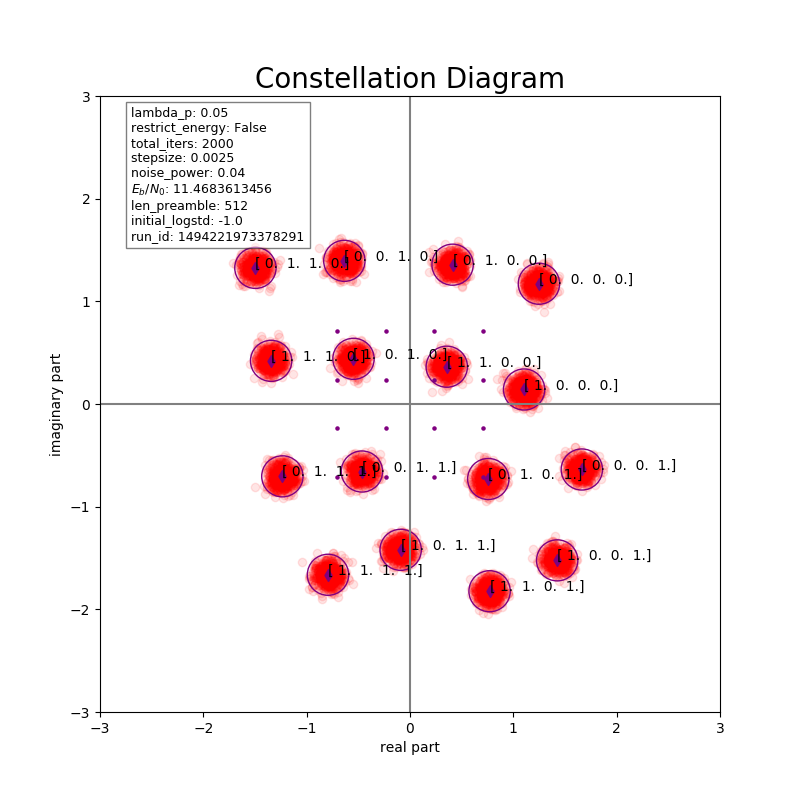 Constellation Diagram
3
lambda_p: 0.05
restrict_energy: False
total_iters: 2000
stepsize: 0.0025
noise_power: 0.04
E_b/N_0: 11.4683613456
len_preamble: 512
initial_logstd: -1.0
run_id: 1494221973378291
2
[ 0. 1. 1. 0.] [ 0. 0. 1. 0.] [ 0. 1. 0. 0.] [ 0. 0. 0. 0.]
1
[ 1. 1. 1. 0.] [ 1. 0. 1. 0.] [ 1. 1. 0. 0.] [ 1. 0. 0. 0.]
0
imaginary part
[ 0. 1. 1. 1.] [ 0. 0. 1. 1.] [ 0. 1. 0. 1.] [ 0. 0. 0. 1.]
−1
[ 1. 1. 1. 1.] [ 1. 0. 1. 1.] [ 1. 1. 0. 1.] [ 1. 0. 0. 1.]
−2
−3
−3 −2 −1 0 1 2 3
real part